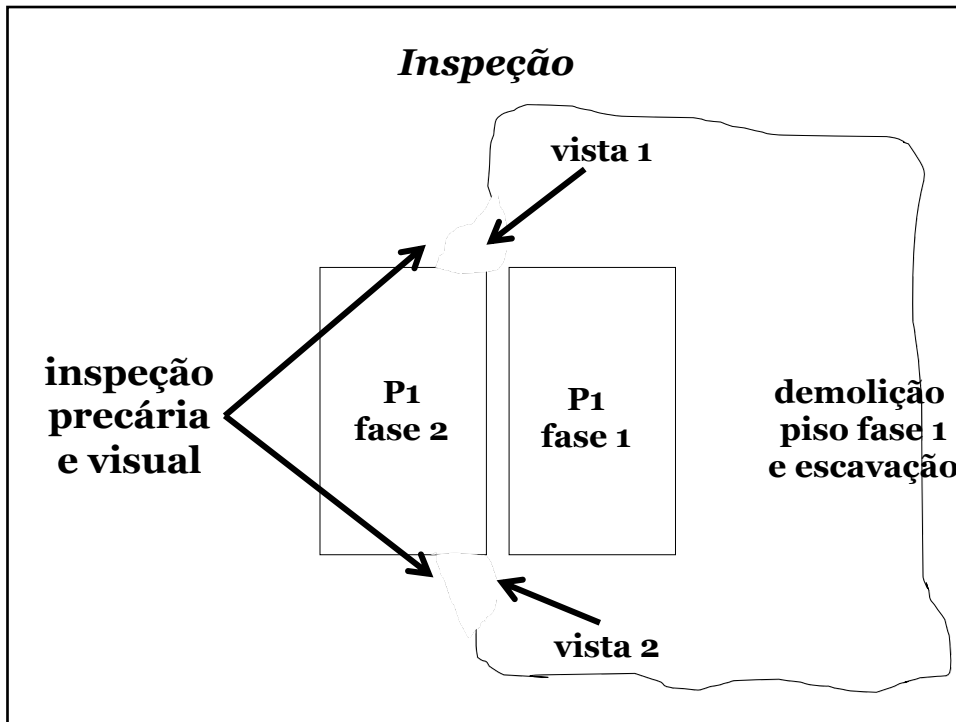 Inspeção
vista 1
inspeção
precária
e visual
P1
fase 2
P1
fase 1
demolição
piso fase 1
e escavação
vista 2